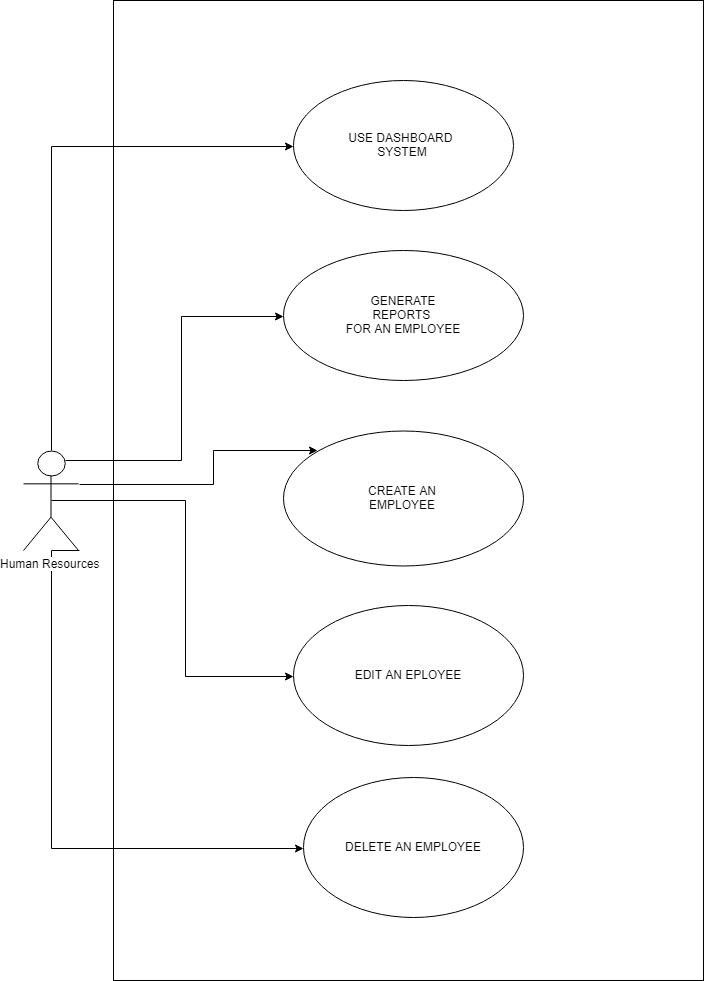 USE DASHBOARD
SYSTEM
GENERATE
REPORTS
FOR AN EMPLOYEE
CREATE AN
EMPLOYEE
Human Resources
EDIT AN EPLOYEE
DELETE AN EMPLOYEE